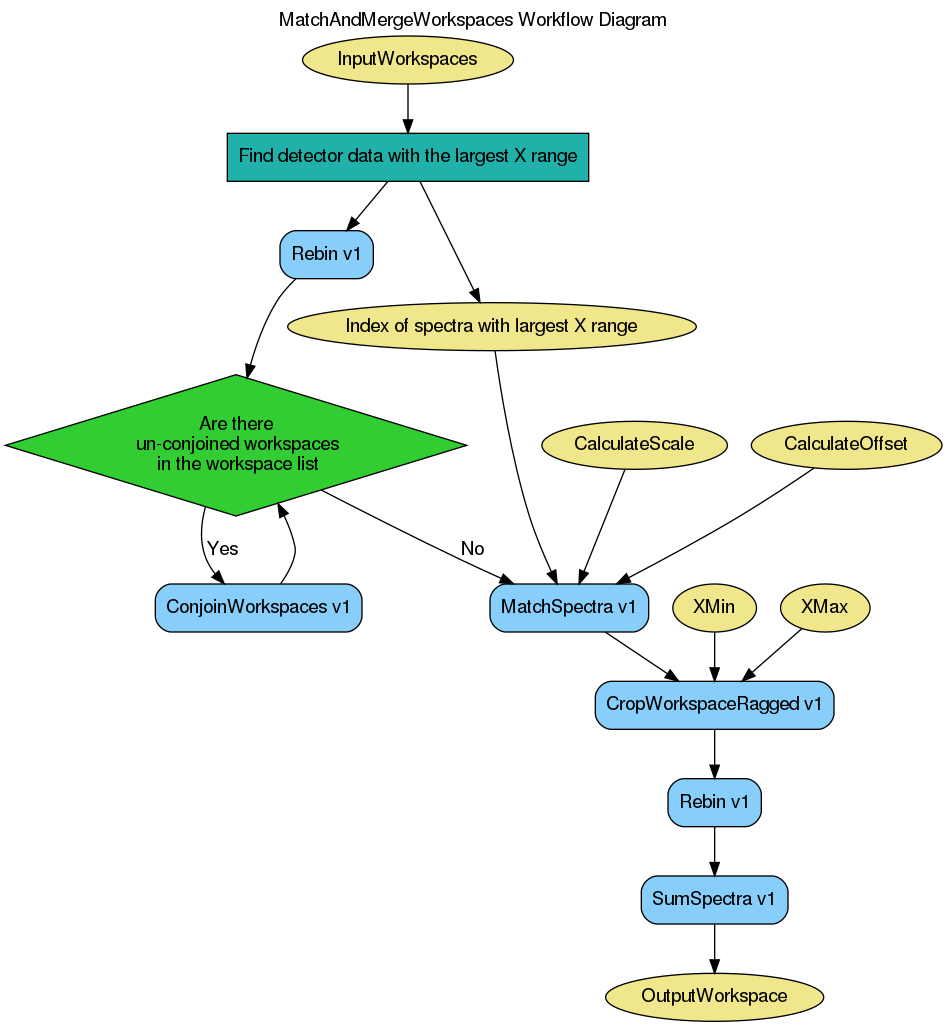 MatchAndMergeWorkspaces Workflow Diagram
InputWorkspaces
Find detector data with the largest X range
Rebin v1
Index of spectra with largest X range
Are there
un-conjoined workspaces
in the workspace list
CalculateScale
CalculateOffset
Yes
No
ConjoinWorkspaces v1
MatchSpectra v1
XMin
XMax
CropWorkspaceRagged v1
Rebin v1
SumSpectra v1
OutputWorkspace